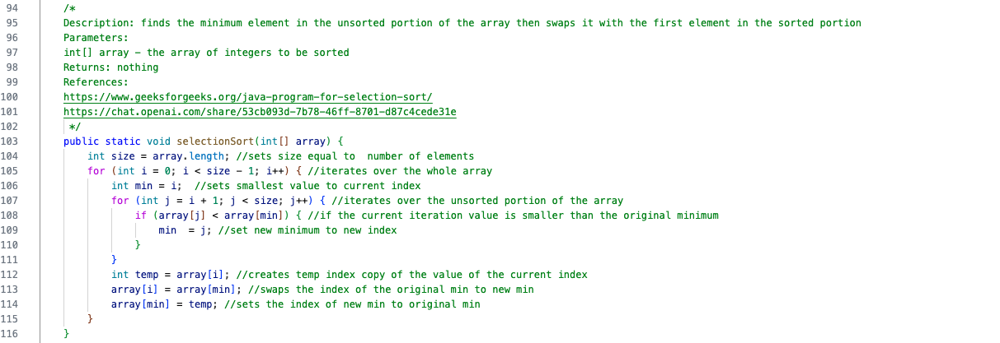 94 /*
95 Description: finds the minimum element in the unsorted portion of the array then swaps it with the first element in the sorted portion
96 Parameters:
97 int[] array – the array of integers to be sorted
98 Returns: nothing
99 References:
100 https://www.geeksforgeeks.org/java-program-for-selection-sort/
101 https://chat.openai.com/share/53cb093d-7b78-46ff-8701-d87c4cede31e
102 */
103 public static void selectionSort(int[] array) {
104 int size = array.length; //sets size equal to  number of elements
105 for (int i = 0; i < size - 1; i++) { //iterates over the whole array
106 int min = i;  //sets smallest value to current index
107 for (int j = i + 1; j < size; j++) { //iterates over the unsorted portion of the array
108 if (array[j] < array[min]) { //if the current iteration value is smaller than the original minimum
109 min  = j; //set new minimum to new index
110 }
111 }
112 int temp = array[i]; //creates temp index copy of the value of the current index
113 array[i] = array[min]; //swaps the index of the original min to new min
114 array[min] = temp; //sets the index of new min to original min
115 }
116 }